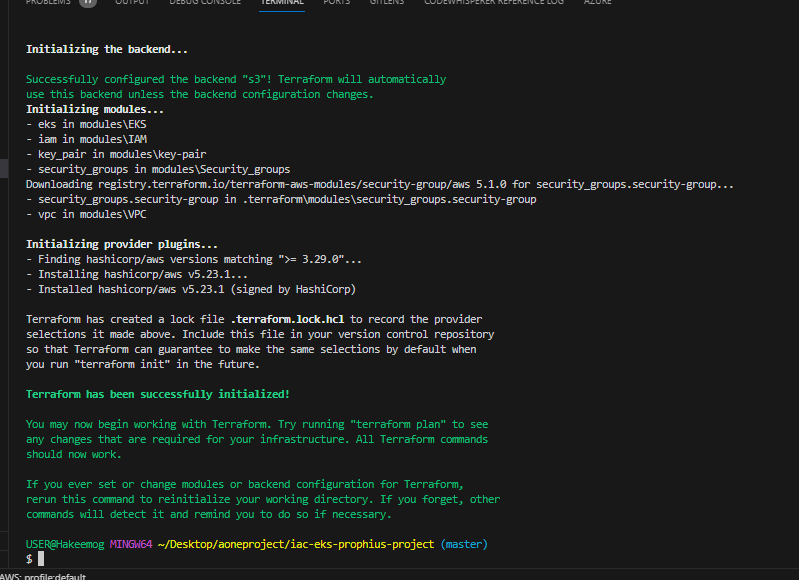 PROBLEMS 17 OUTPUT DEBUG CONSOLE TERMINAL PORTS GITLENS CODEWHISPERER REFERENCE LOG AZURE
Initializing the backend...
Successfully configured the backend "s3"! Terraform will automatically
use this backend unless the backend configuration changes.
Initializing modules...
- eks in modules\EKS
- iam in modules\IAM
- key_pair in modules\key-pair
- security_groups in modules\Security_groups
Downloading registry.terraform.io/terraform-aws-modules/security-group/aws 5.1.0 for security_groups.security-group...
- security_groups.security-group in .terraform\modules\security_groups.security-group
- vpc in modules\VPC
Initializing provider plugins...
- Finding hashicorp/aws versions matching ">= 3.29.0"...
- Installing hashicorp/aws v5.23.1...
- Installed hashicorp/aws v5.23.1 (signed by HashiCorp)
Terraform has created a lock file .terraform.lock.hcl to record the provider
selections it made above. Include this file in your version control repository
so that Terraform can guarantee to make the same selections by default when
you run "terraform init" in the future.
Terraform has been successfully initialized!
You may now begin working with Terraform. Try running "terraform plan" to see
any changes that are required for your infrastructure. All Terraform commands
should now work.
If you ever set or change modules or backend configuration for Terraform,
rerun this command to reinitialize your working directory. If you forget, other
commands will detect it and remind you to do so if necessary.
USER@Hakeemog MINGW64 ~/Desktop/aoneproject/iac-eks-prophius-project (master)
$
AWS: profile:default